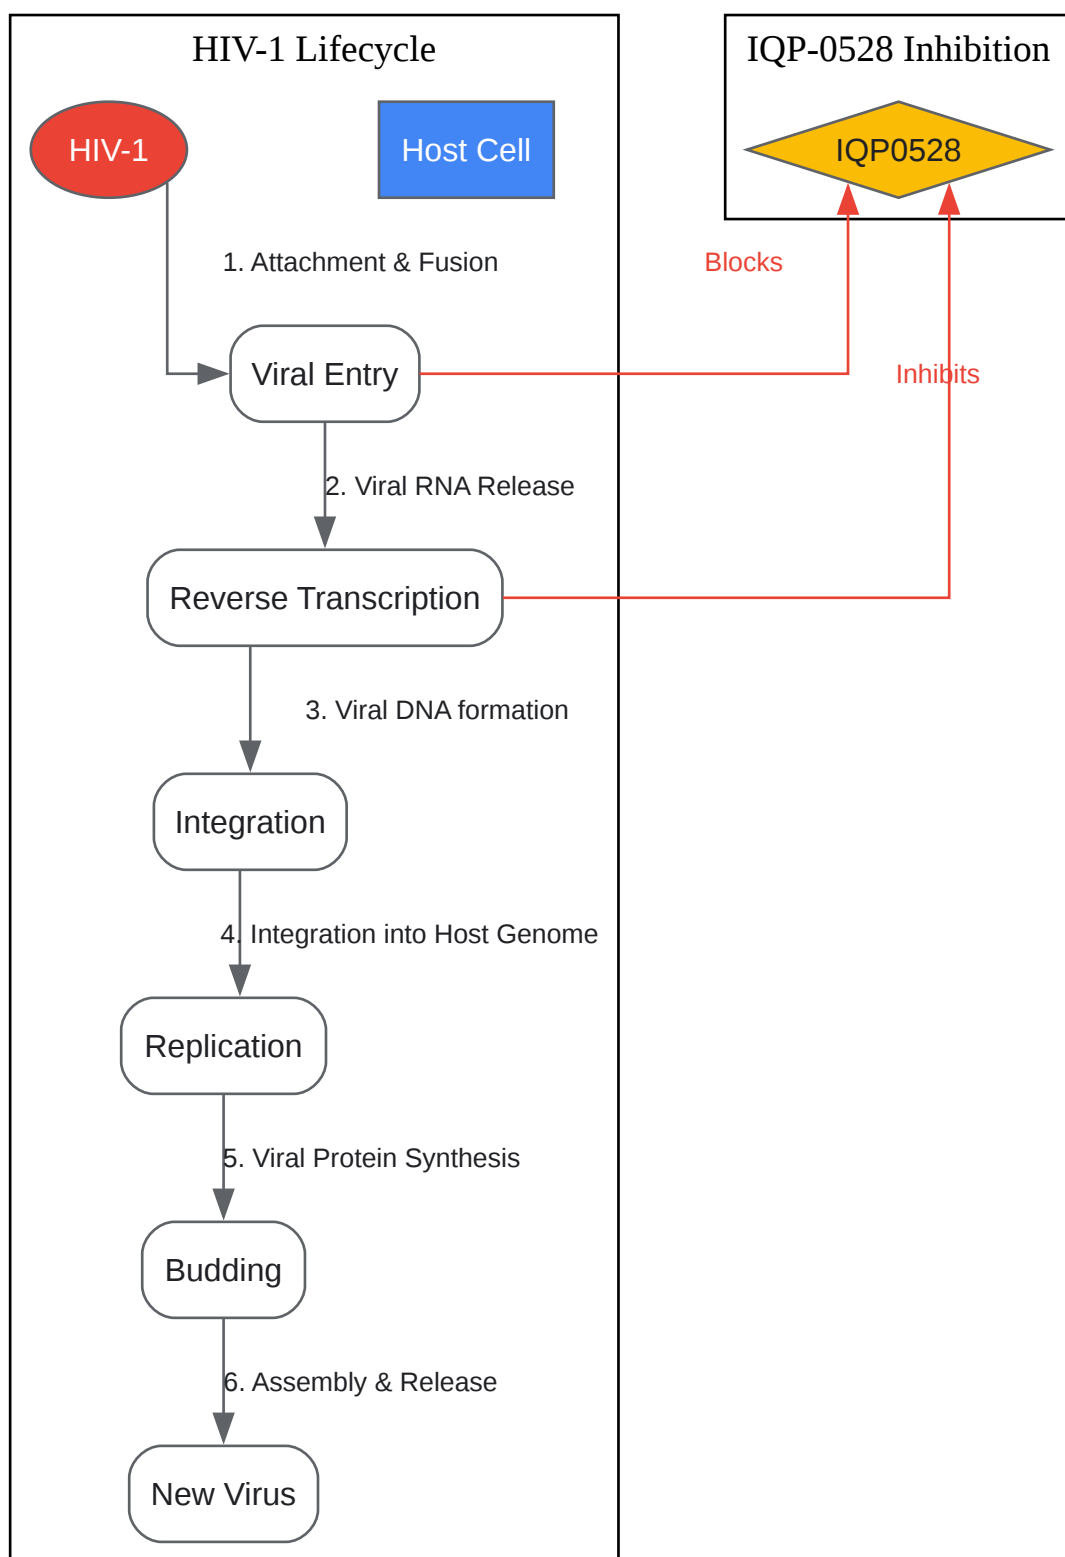 HIV-1 Lifecycle
IQP-0528 Inhibition
HIV-1
Host Cell
IQP0528
1. Attachment & Fusion
Blocks
Viral Entry
Inhibits
2. Viral RNA Release
Reverse Transcription
3. Viral DNA formation
Integration
4. Integration into Host Genome
Replication
5. Viral Protein Synthesis
Budding
6. Assembly & Release
New Virus